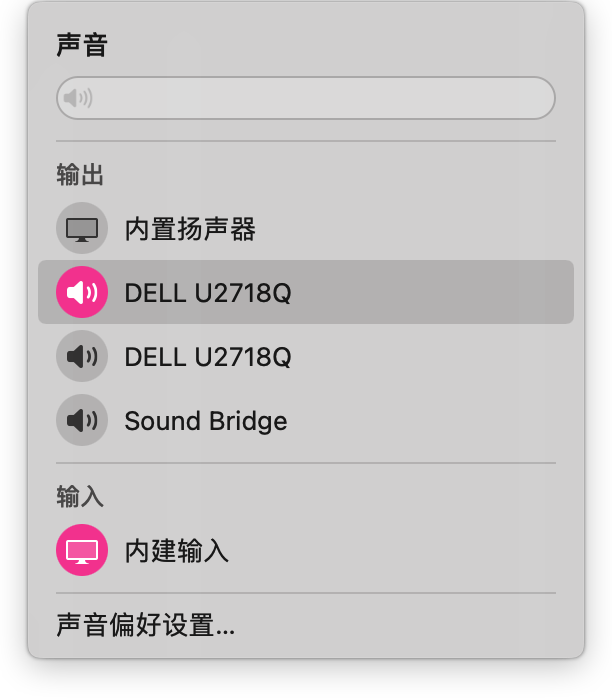 声音
输出
内置扬声器
DELL U2718Q
DELL U2718Q
Sound Bridge
输入
内建输入
声音偏好设置...